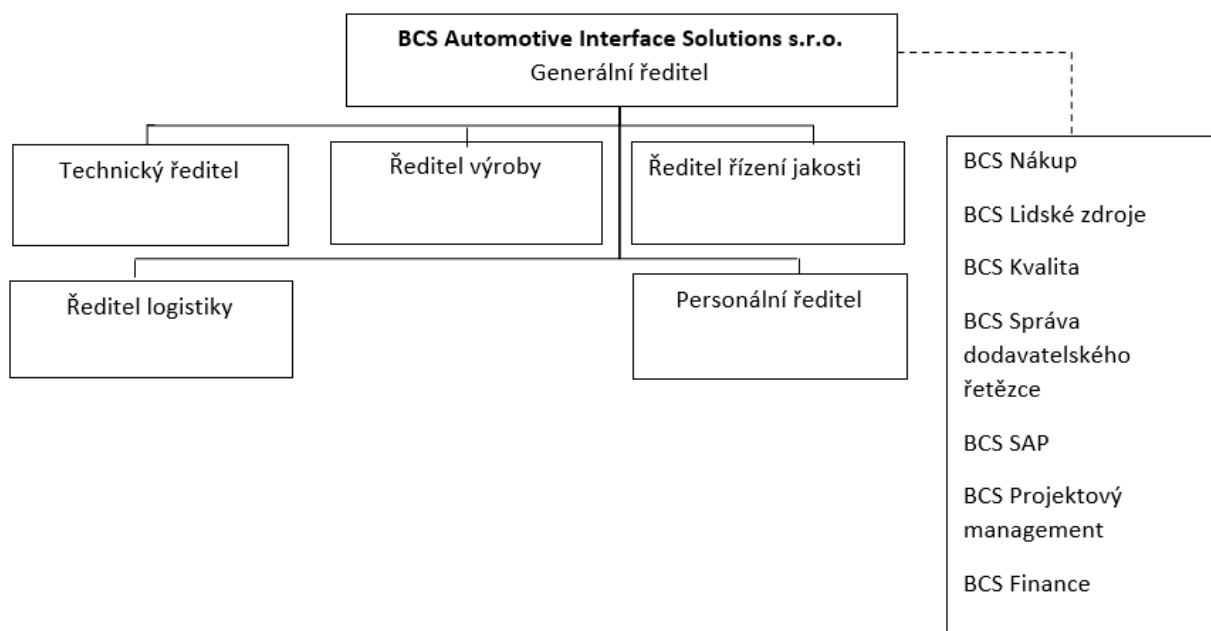 BCS Automotive Interface Solutions s.r.o.
Generální ředitel
Technický ředitel
Ředitel výroby
Ředitel řízení jakosti
Ředitel logistiky
Personální ředitel
BCS Nákup
BCS Lidské zdroje
BCS Kvalita
BCS Správa
dodavatelského
řetězce
BCS SAP
BCS Projektový
management
BCS Finance